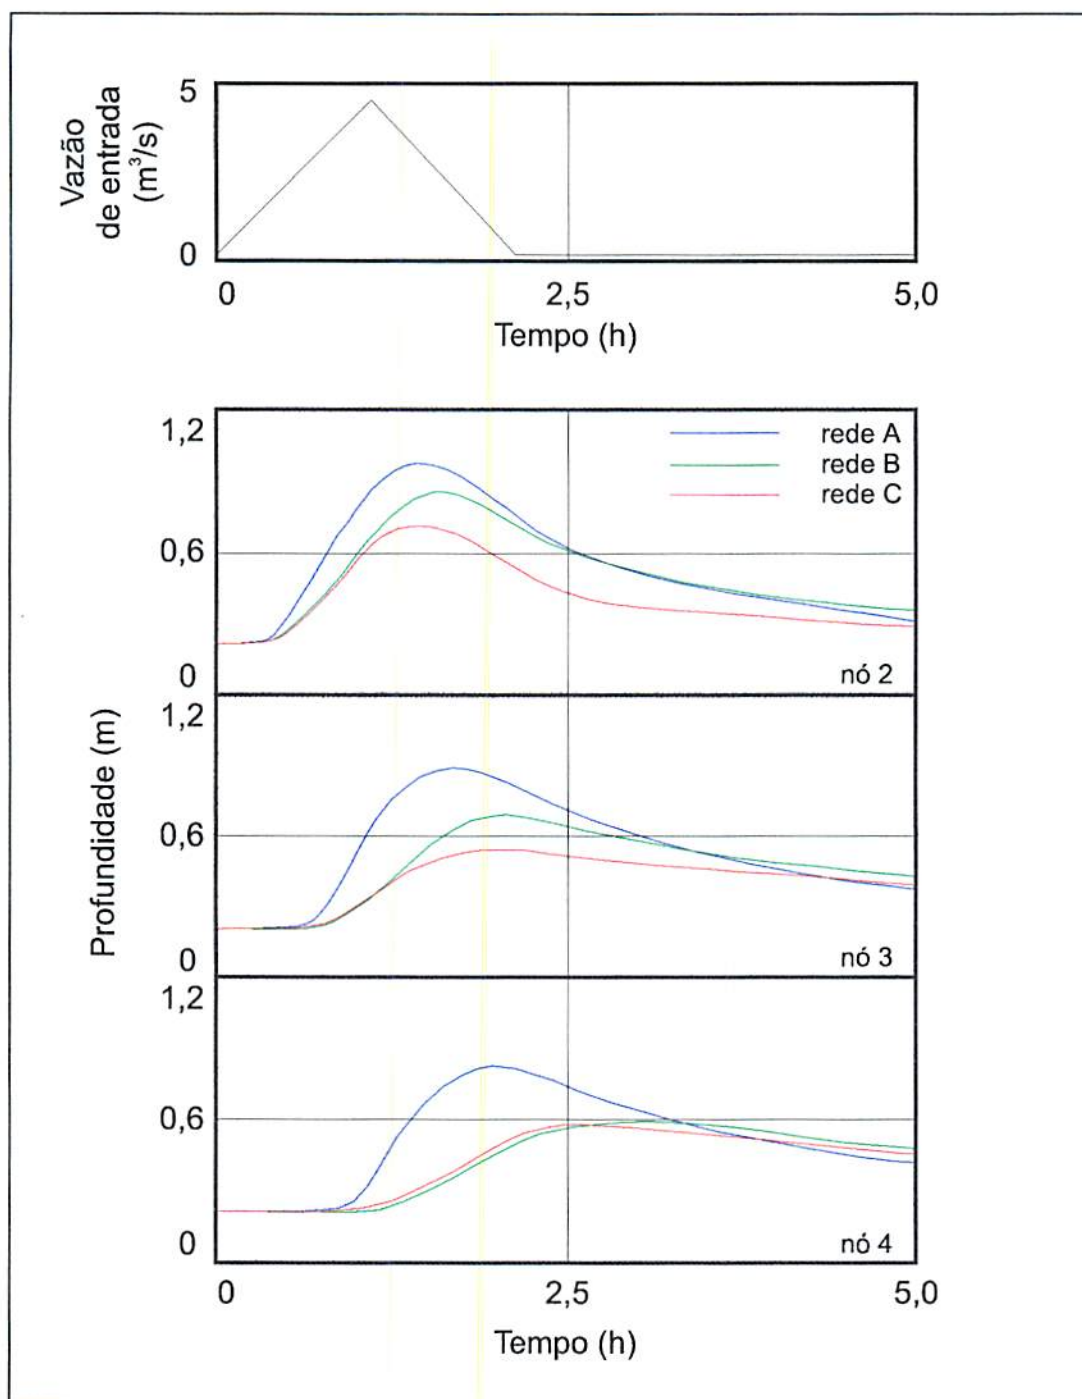 Vazão
de entrada
(m³/s)
5
0
0 2,5 5,0
Tempo (h)
1,2
rede A
rede B
rede C
0,6
0
nó 2
Profundidade (m)
1,2
0,6
0
nó 3
1,2
0,6
0
nó 4
0 2,5 5,0
Tempo (h)